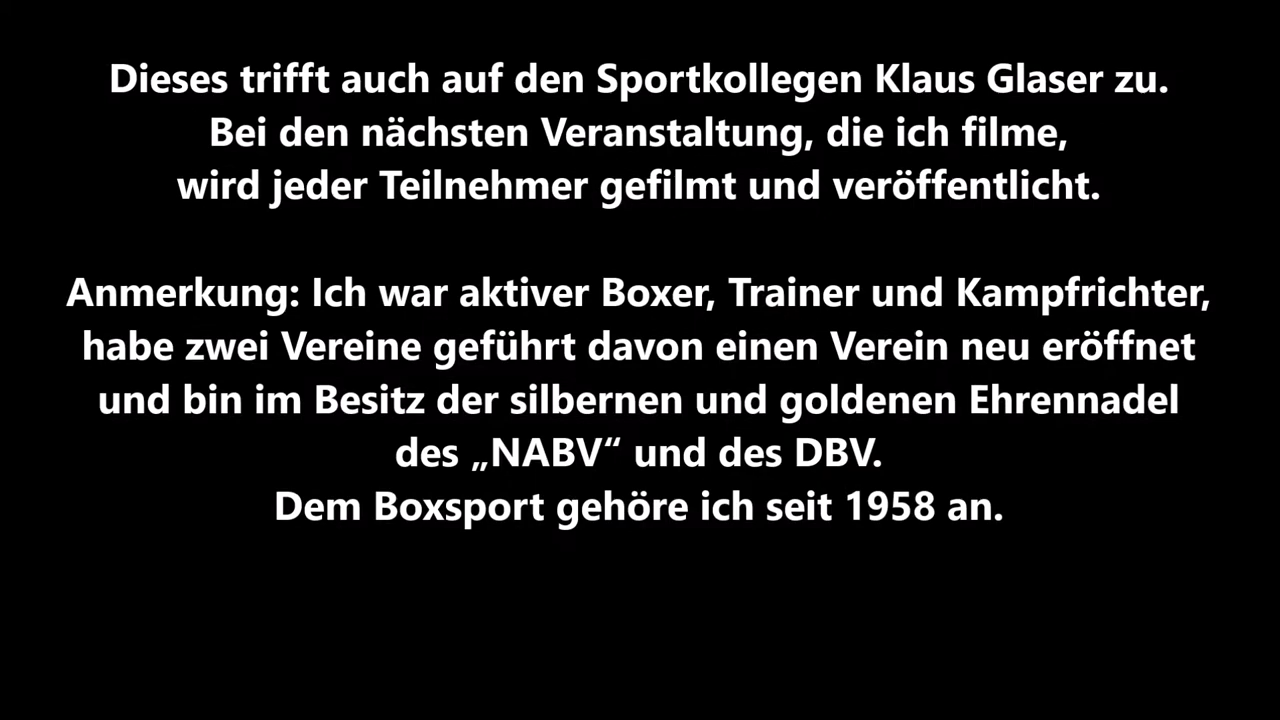 Dieses trifft auch auf den Sportkollegen Klaus Glaser zu.
Bei den nächsten Veranstaltung, die ich filme,
wird jeder Teilnehmer gefilmt und veröffentlicht.
Anmerkung: Ich war aktiver Boxer, Trainer und Kampfrichter,
habe zwei Vereine geführt davon einen Verein neu eröffnet
und bin im Besitz der silbernen und goldenen Ehrennadel
des „NABV“ und des DBV.
Dem Boxsport gehöre ich seit 1958 an.